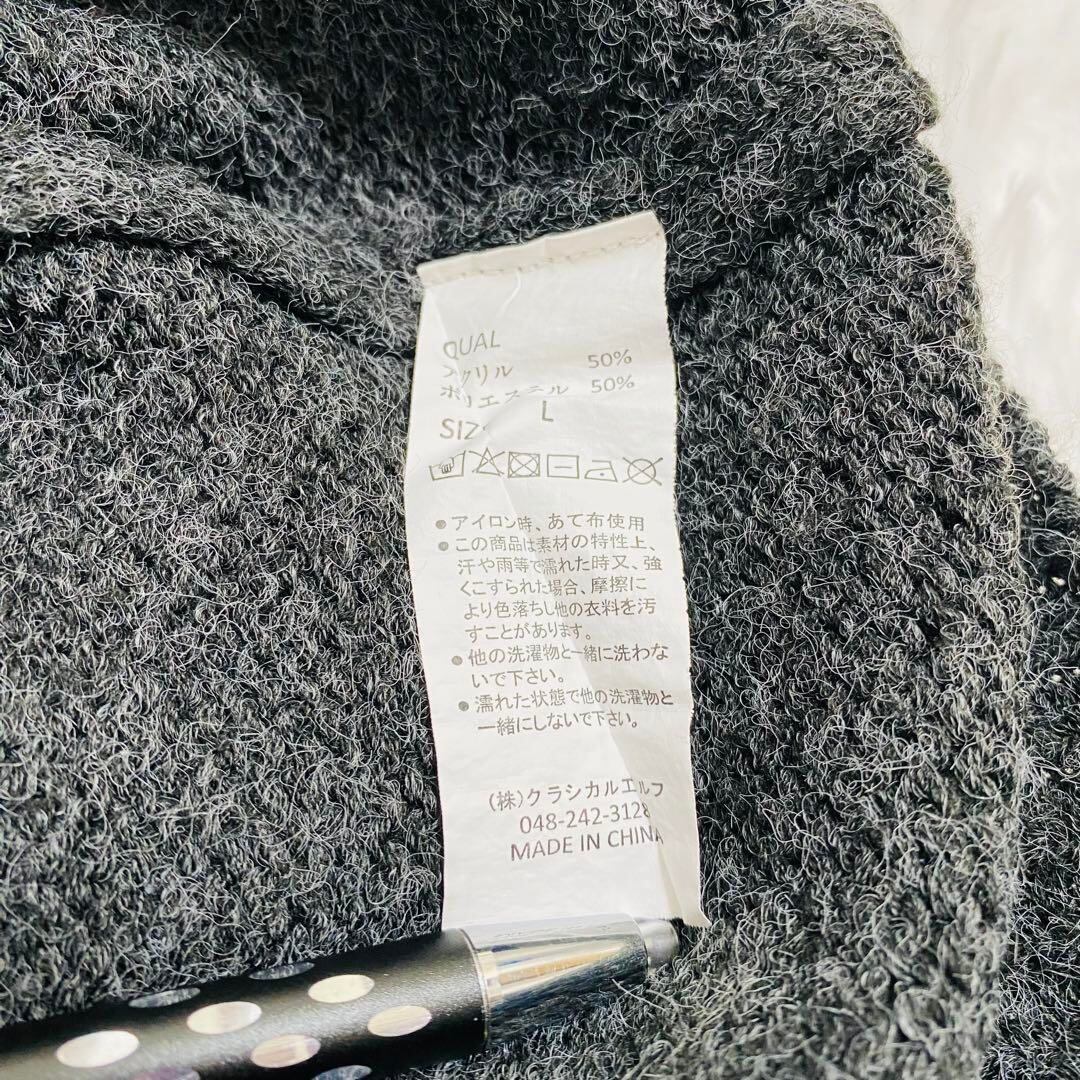 QUAL
アクリル 50%
ポリエステル 50%
SIZE L
● アイロン時、あて布使用
● この商品は素材の特性上、
汗や雨等で濡れた時又、強
くこすられた場合、摩擦に
より色落ちし他の衣料を汚
すことがあります。
● 他の洗濯物と一緒に洗わな
いで下さい。
● 濡れた状態で他の洗濯物と
一緒にしないで下さい。
(株)クラシカルエルフ
048-242-3128
MADE IN CHINA